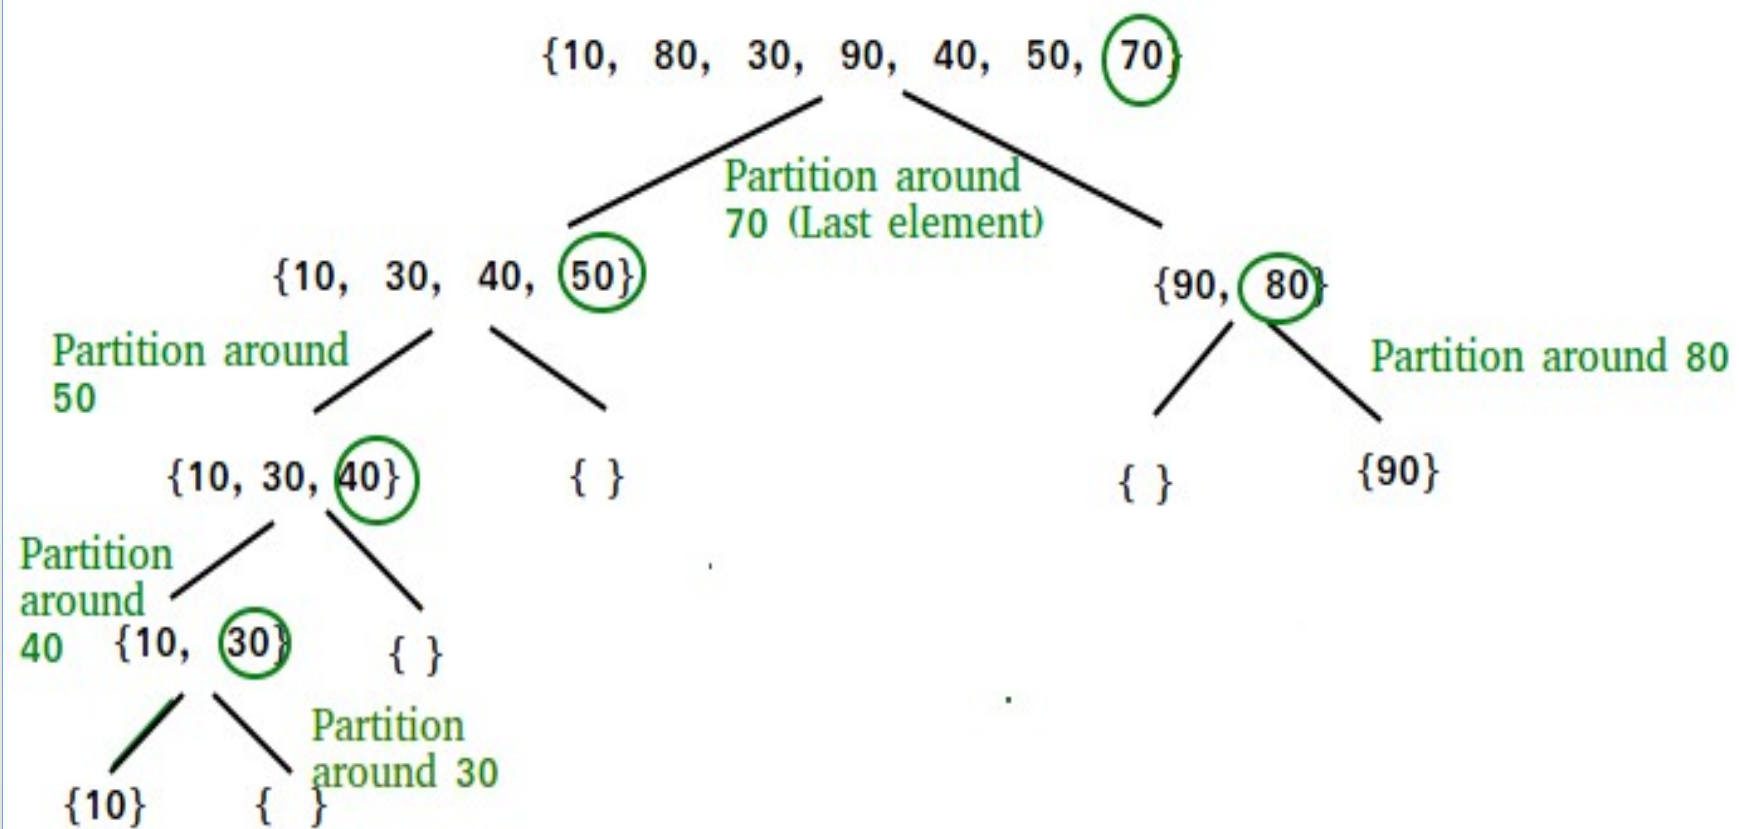 {10, 80, 30, 90, 40, 50, 70}
Partition around
70 (Last element)
{10, 30, 40, 50}
{90, 80}
Partition around
50
Partition around 80
{10, 30, 40}
{ }
{ }
{90}
Partition
around
40
{10, 30}
{ }
Partition
around 30
{10}
{ }